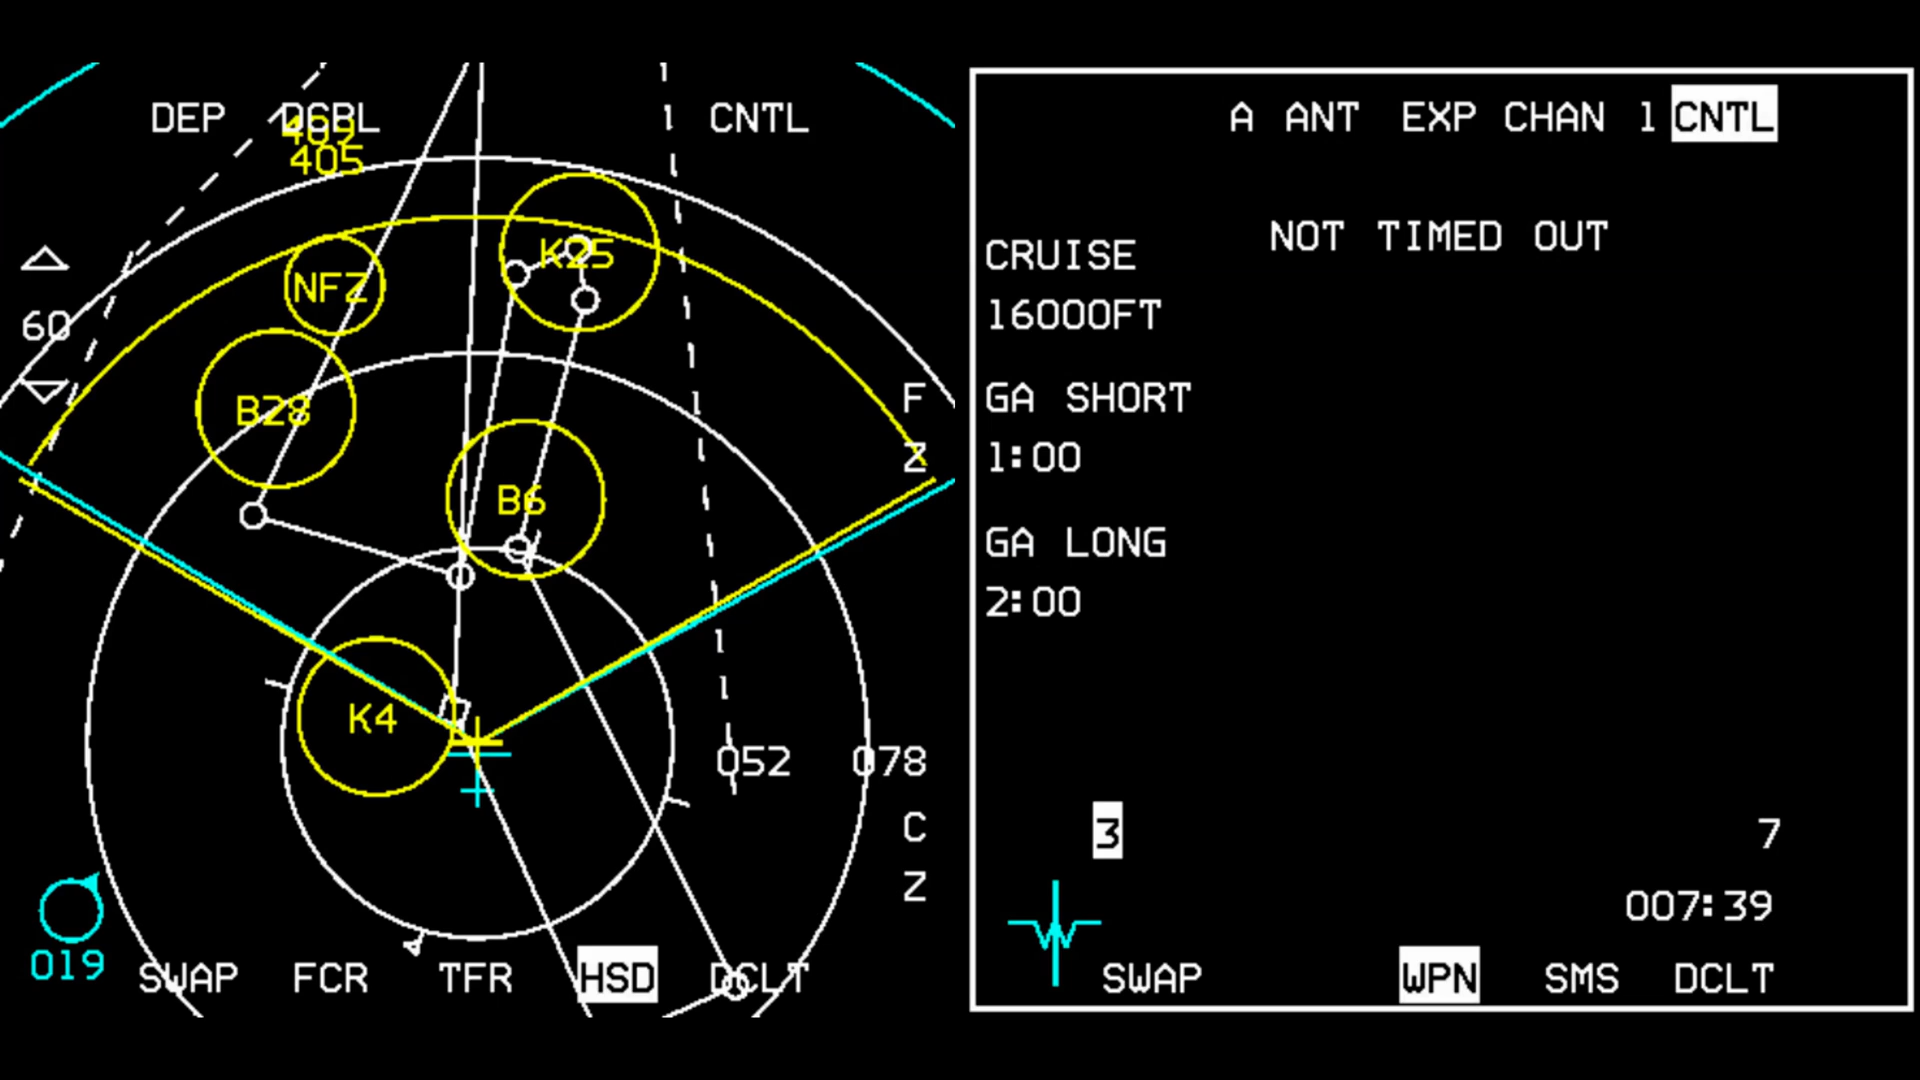 DEP DGBL CNTL
405
NFZ
K25
60
B28
F
Z
B6
K4
052 078
C
Z
019
SWAP FCR TFR HSD DCLT
A ANT EXP CHAN 1 CNTL
NOT TIMED OUT
CRUISE
16000FT
GA SHORT
1:00
GA LONG
2:00
3 7
007:39
SWAP WPN SMS DCLT